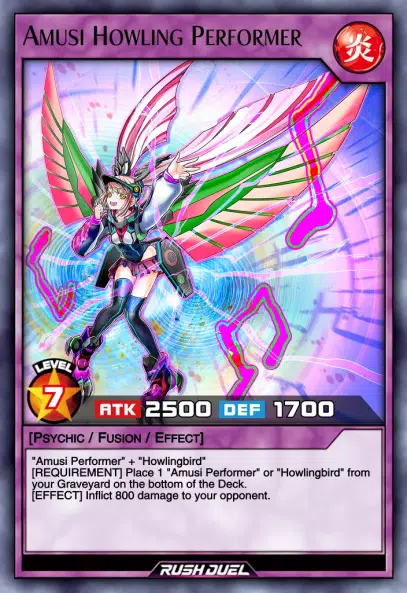 Amusi Howling Performer
炎
LEVEL
7
ATK 2500 DEF 1700
[Psychic / Fusion / Effect]
"Amusi Performer" + "Howlingbird"
[REQUIREMENT] Place 1 "Amusi Performer" or "Howlingbird" from
your Graveyard on the bottom of the Deck.
[EFFECT] Inflict 800 damage to your opponent.
RUSH DUEL